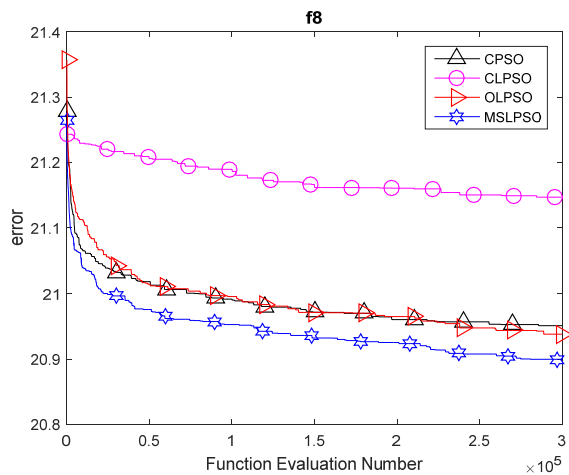 f8
21.4
21.3
21.2
21.1
21
20.9
20.8
error
CPSO
CLPSO
OLPSO
MSLPSO
0 0.5 1 1.5 2 2.5 3
Function Evaluation Number
×10^5